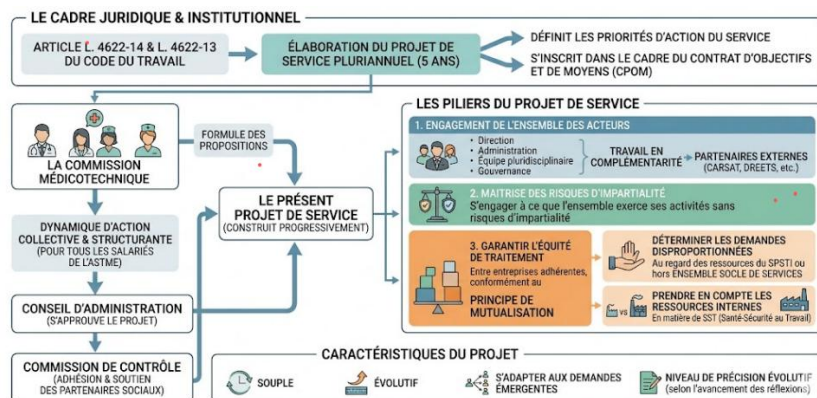 LE CADRE JURIDIQUE & INSTITUTIONNEL
ARTICLE L. 4622-14 & L. 4622-13
DU CODE DU TRAVAIL
ÉLABORATION DU PROJET DE
SERVICE PLURIANNUEL (5 ANS)
DÉFINIT LES PRIORITÉS D'ACTION DU SERVICE
S'INSCRIT DANS LE CADRE DU CONTRAT D'OBJECTIFS
ET DE MOYENS (CPOM)
LA COMMISSION
MÉDICOTECHNIQUE
FORMULE DES
PROPOSITIONS
DYNAMIQUE D'ACTION
COLLECTIVE & STRUCTURANTE
(POUR TOUS LES SALARIÉS
DE L'ASTME)
CONSEIL D'ADMINISTRATION
(S'APPROUVE LE PROJET)
COMMISSION DE CONTRÔLE
(ADHÉSION & SOUTIEN
DES PARTENAIRES SOCIAUX)
LE PRÉSENT
PROJET DE SERVICE
(CONSTRUIT PROGRESSIVEMENT)
LES PILIERS DU PROJET DE SERVICE
1. ENGAGEMENT DE L'ENSEMBLE DES ACTEURS
• Direction
• Administration
• Équipe pluridisciplinaire
• Gouvernance
TRAVAIL EN
COMPLÉMENTARITÉ
PARTENAIRES EXTERNES
(CARSAT, DREETS, etc.)
2. MAITRISE DES RISQUES D'IMPARTIALITÉ
S'engager à ce que l'ensemble exerce ses activités sans
risques d'impartialité
3. GARANTIR L'ÉQUITÉ
DE TRAITEMENT
Entre entreprises adhérentes,
conformément au
PRINCIPE DE
MUTUALISATION
DÉTERMINER LES DEMANDES
DISPROPORTIONNÉES
Au regard des ressources du SPSTI ou
hors ENSEMBLE SOCLE DE SERVICES
VS
PRENDRE EN COMPTE LES
RESSOURCES INTERNES
En matière de SST (Santé-Sécurité au Travail)
CARACTÉRISTIQUES DU PROJET
SOUPLE
ÉVOLUTIF
S'ADAPTER AUX DEMANDES
ÉMERGENTES
NIVEAU DE PRÉCISION ÉVOLUTIF
(selon l'avancement des réflexions)